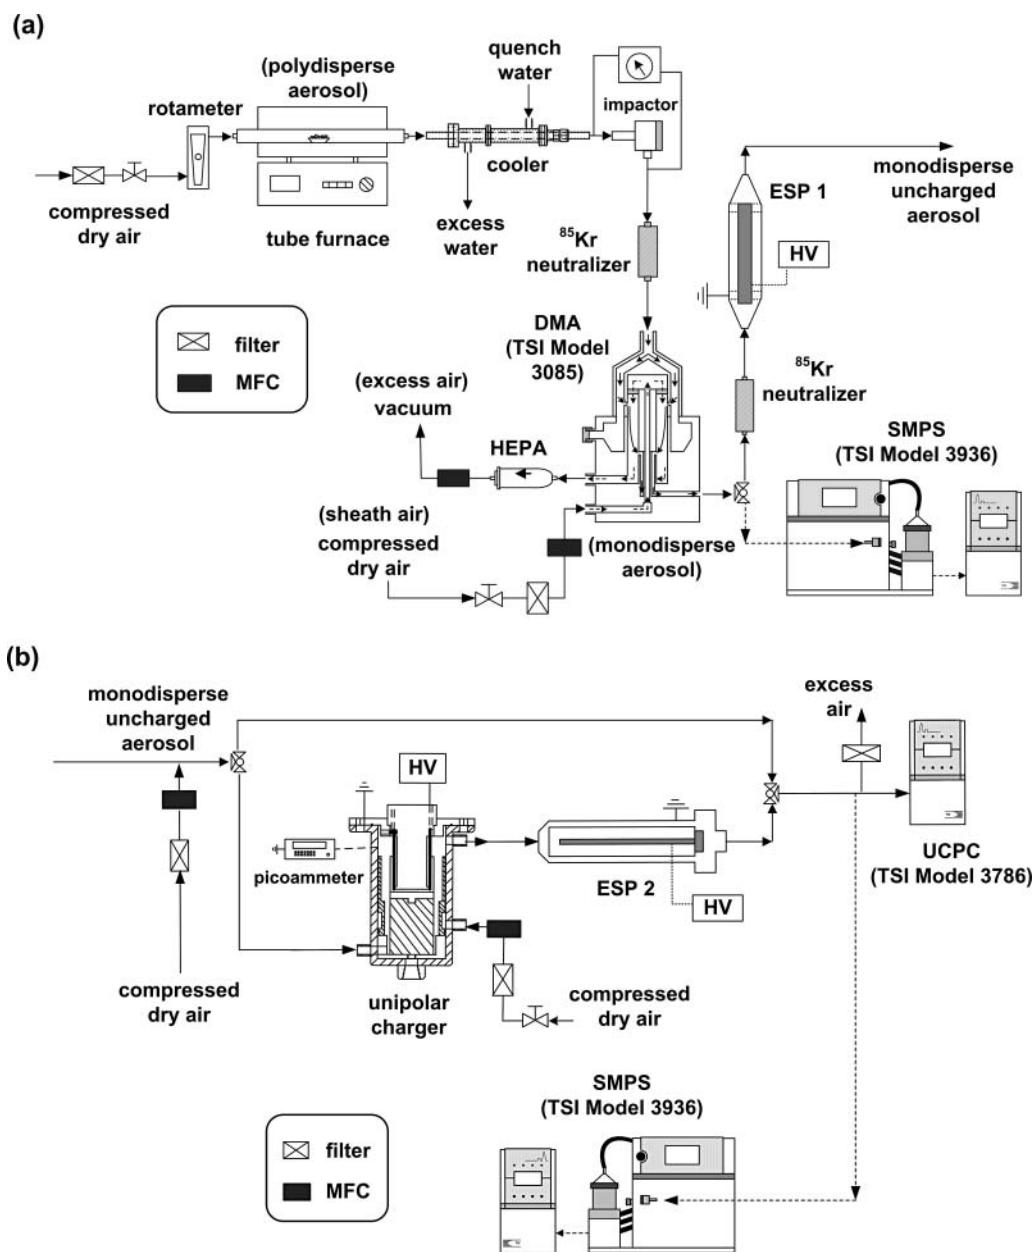 (a)
(polydisperse
aerosol)
rotameter
quench
water
impactor
cooler
compressed
dry air
tube furnace
excess
water
85Kr
neutralizer
ESP 1
monodisperse
uncharged
aerosol
HV
filter
MFC
DMA
(TSI Model
3085)
(excess air)
vacuum
HEPA
85Kr
neutralizer
SMPS
(TSI Model 3936)
(sheath air)
compressed
dry air
(monodisperse
aerosol)
(b)
monodisperse
uncharged
aerosol
HV
excess
air
picoammeter
ESP 2
HV
UCPC
(TSI Model 3786)
compressed
dry air
unipolar
charger
compressed
dry air
SMPS
(TSI Model 3936)
filter
MFC